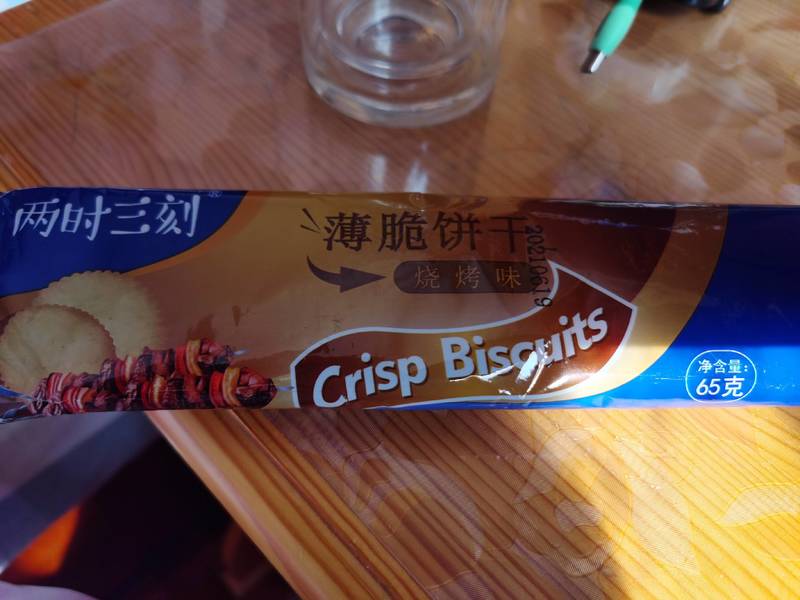 两时三刻
薄脆饼干
烧烤味
20210619
Crisp Biscuits
净含量:
65克